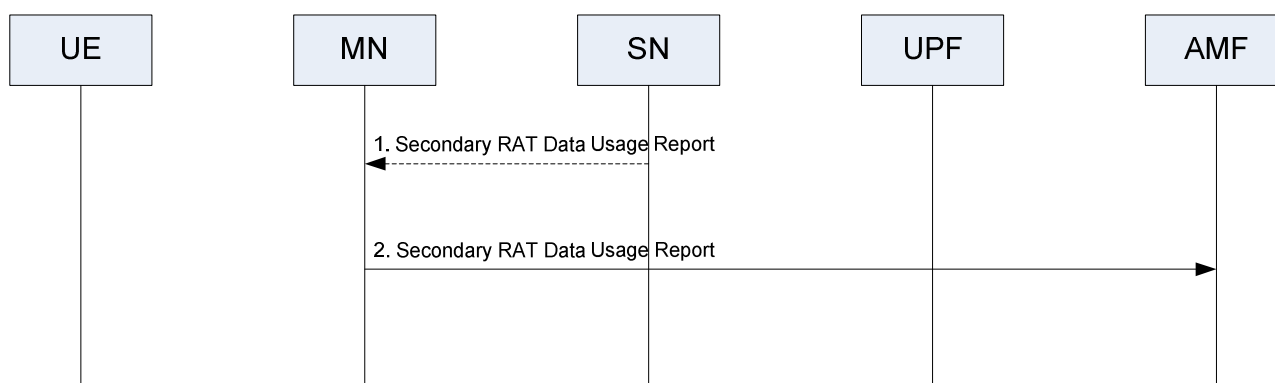 UE
MN
SN
UPF
AMF
1. Secondary RAT Data Usage Report
2. Secondary RAT Data Usage Report